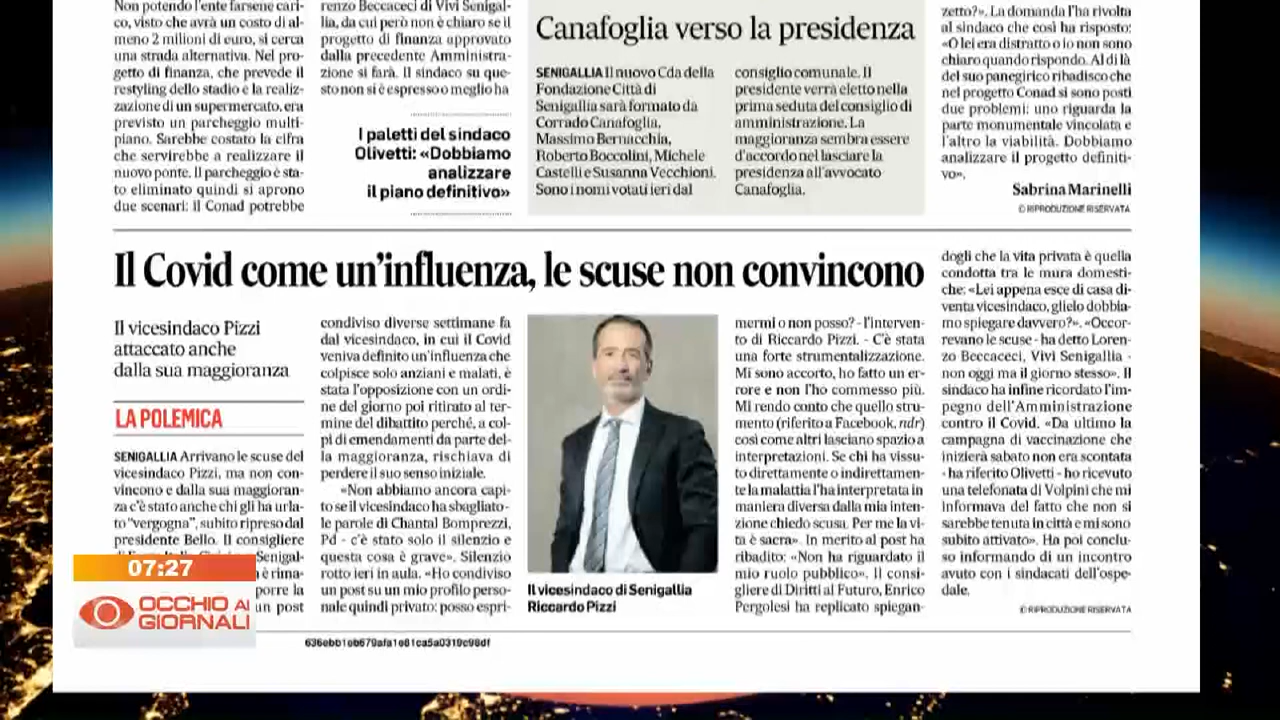 Non potendo l'ente farsene cari-
co, visto che avrà un costo di al-
meno 2 milioni di euro, si cerca
una strada alternativa. Nel pro-
getto di finanza, che prevede il
restyling dello stadio e la realiz-
zazione di un supermercato, era
previsto un parcheggio multi-
piano. Sarebbe costato la cifra
che servirebbe a realizzare il
nuovo ponte. Il parcheggio è sta-
to eliminato quindi si aprono
due scenari: il Conad potrebbe
renzo Beccaceci di Vivi Senigal-
lia, da cui però non è chiaro se il
progetto di finanza approvato
dalla precedente Amministra-
zione si farà. Il sindaco su que-
sto non si è espresso o meglio ha
I paletti del sindaco
Olivetti: «Dobbiamo
analizzare
il piano definitivo»
Canafoglia verso la presidenza
SENIGALLIA Il nuovo Cda della
Fondazione Città di
Senigallia sarà formato da
Corrado Canafoglia,
Massimo Bernacchia,
Roberto Boccolini, Michele
Castelli e Susanna Vecchioni.
Sono i nomi votati ieri dal
consiglio comunale. Il
presidente verrà eletto nella
prima seduta del consiglio di
amministrazione. La
maggioranza sembra essere
d'accordo nel lasciare la
presidenza all'avvocato
Canafoglia.
zetto?». La domanda l'ha rivolta
al sindaco che così ha risposto:
«O lei era distratto o io non sono
chiaro quando rispondo. Al di là
del suo panegirico ribadisco che
nel progetto Conad si sono posti
due problemi: uno riguarda la
parte monumentale vincolata e
l'altro la viabilità. Dobbiamo
analizzare il progetto definiti-
vo».
Sabrina Marinelli
© RIPRODUZIONE RISERVATA
Il Covid come un'influenza, le scuse non convincono
Il vicesindaco Pizzi
attaccato anche
dalla sua maggioranza
LA POLEMICA
SENIGALLIA Arrivano le scuse del
vicesindaco Pizzi, ma non con-
vincono e dalla sua maggioran-
za c'è stato anche chi gli ha urla-
to "vergogna", subito ripreso dal
presidente Bello. Il consigliere
Senigal-
è rima-
porre la
un post
condiviso diverse settimane fa
dal vicesindaco, in cui il Covid
veniva definito un'influenza che
colpisce solo anziani e malati, è
stata l'opposizione con un ordi-
ne del giorno poi ritirato al ter-
mine del dibattito perché, a col-
pi di emendamenti da parte del-
la maggioranza, rischiava di
perdere il suo senso iniziale.
«Non abbiamo ancora capi-
to se il vicesindaco ha sbagliato -
le parole di Chantal Bomprezzi,
Pd - c'è stato solo il silenzio e
questa cosa è grave». Silenzio
rotto ieri in aula. «Ho condiviso
un post su un mio profilo perso-
nale quindi privato: posso espri-
Il vicesindaco di Senigallia
Riccardo Pizzi
mermi o non posso? - l'interven-
to di Riccardo Pizzi. - C'è stata
una forte strumentalizzazione.
Mi sono accorto, ho fatto un er-
rore e non l'ho commesso più.
Mi rendo conto che quello stru-
mento (riferito a Facebook, ndr)
così come altri lasciano spazio a
interpretazioni. Se chi ha vissu-
to direttamente o indirettamen-
te la malattia l'ha interpretata in
maniera diversa dalla mia inten-
zione chiedo scusa. Per me la vi-
ta è sacra». In merito al post ha
ribadito: «Non ha riguardato il
mio ruolo pubblico». Il consi-
gliere di Diritti al Futuro, Enrico
Pergolesi ha replicato spiegan-
dogli che la vita privata è quella
condotta tra le mura domesti-
che: «Lei appena esce di casa di-
venta vicesindaco, glielo dobbia-
mo spiegare davvero?». «Occor-
revano le scuse - ha detto Loren-
zo Beccaceci, Vivi Senigallia -
non oggi ma il giorno stesso». Il
sindaco ha infine ricordato l'im-
pegno dell'Amministrazione
contro il Covid. «Da ultimo la
campagna di vaccinazione che
inizierà sabato non era scontata
- ha riferito Olivetti - ho ricevuto
una telefonata di Volpini che mi
informava del fatto che non si
sarebbe tenuta in città e mi sono
subito attivato». Ha poi conclu-
so informando di un incontro
avuto con i sindacati dell'ospe-
dale.
© RIPRODUZIONE RISERVATA
07:27
OCCHIO AI
GIORNALI